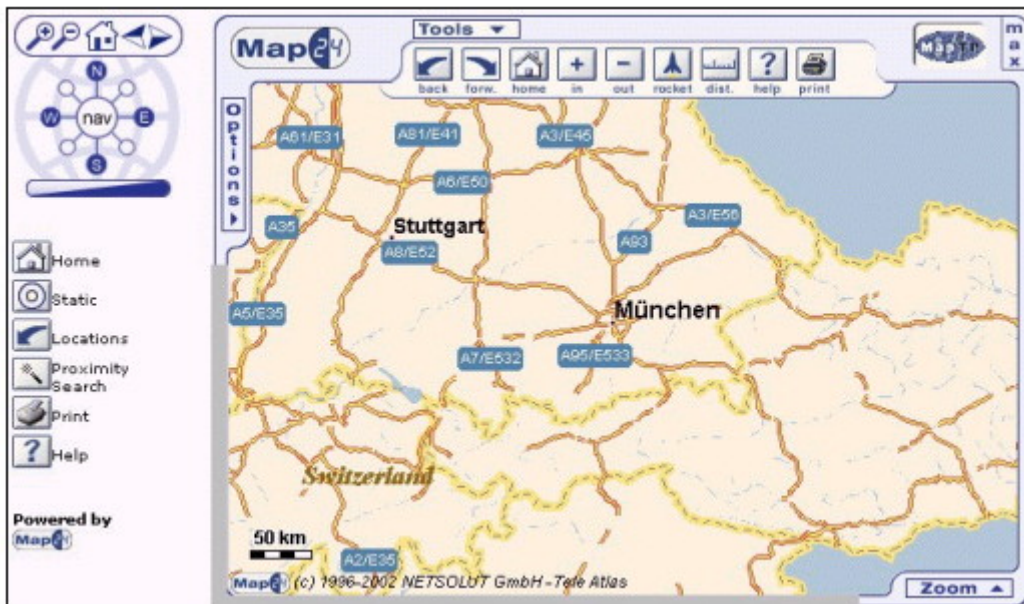 Tools
Map24
MapTP
max
back forw. home in out rocket dist. help print
Options
N
W nav E
S
A61/E31
A81/E41
A3/E45
A6/E50
A35
Stuttgart
A3/E56
A93
A8/E52
A5/E35
München
A7/E532
A95/E533
Home
Static
Locations
Proximity
Search
Print
Help
Switzerland
Powered by
Map24
50 km
A2/E35
Map24 (c) 1996-2002 NETSOLUT GmbH - Tele Atlas
Zoom